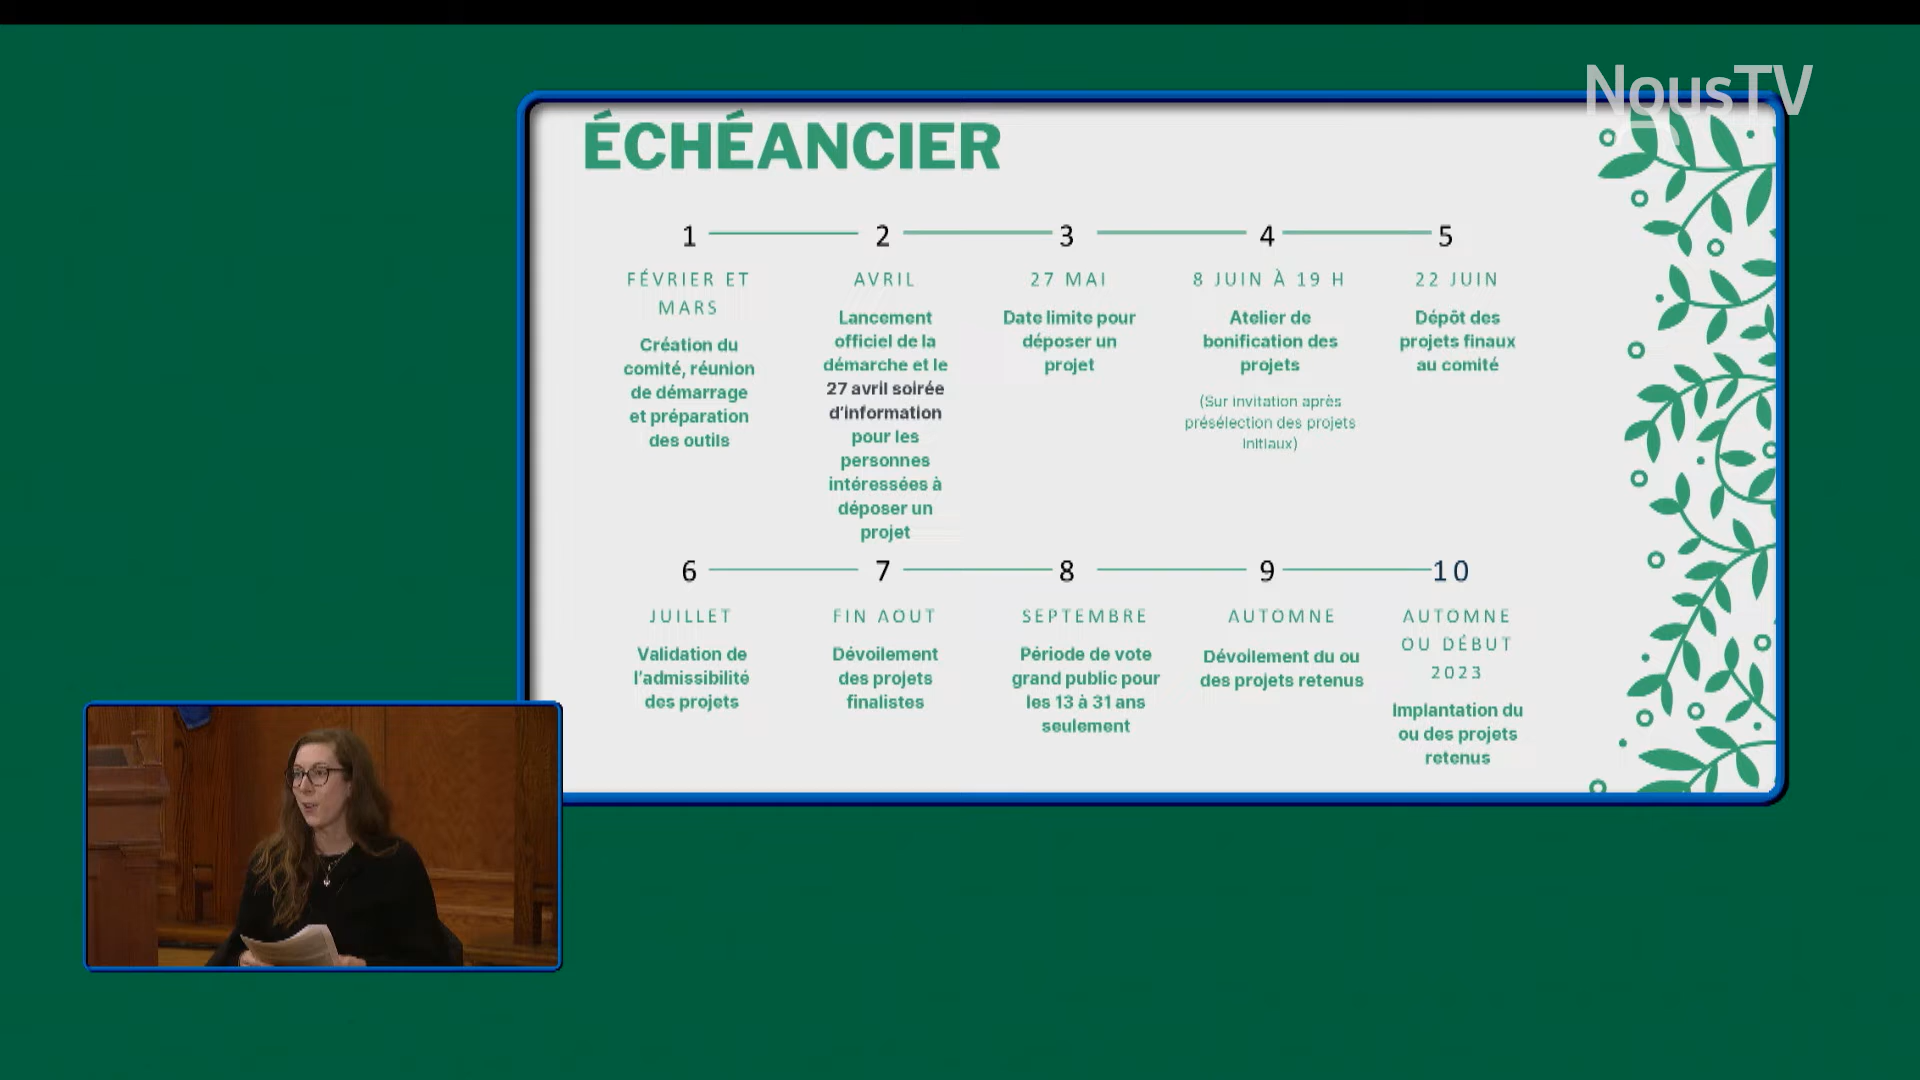 NousTV
ÉCHÉANCIER
1
2
3
4
5
FÉVRIER ET
MARS
Création du
comité, réunion
de démarrage
et préparation
des outils
AVRIL
Lancement
officiel de la
démarche et le
27 avril soirée
d'information
pour les
personnes
intéressées à
déposer un
projet
27 MAI
Date limite pour
déposer un
projet
8 JUIN À 19 H
Atelier de
bonification des
projets
(Sur invitation après
présélection des projets
initiaux)
22 JUIN
Dépôt des
projets finaux
au comité
6
7
8
9
10
JUILLET
Validation de
l'admissibilité
des projets
FIN AOUT
Dévoilement
des projets
finalistes
SEPTEMBRE
Période de vote
grand public pour
les 13 à 31 ans
seulement
AUTOMNE
Dévoilement du ou
des projets retenus
AUTOMNE
OU DÉBUT
2023
Implantation du
ou des projets
retenus